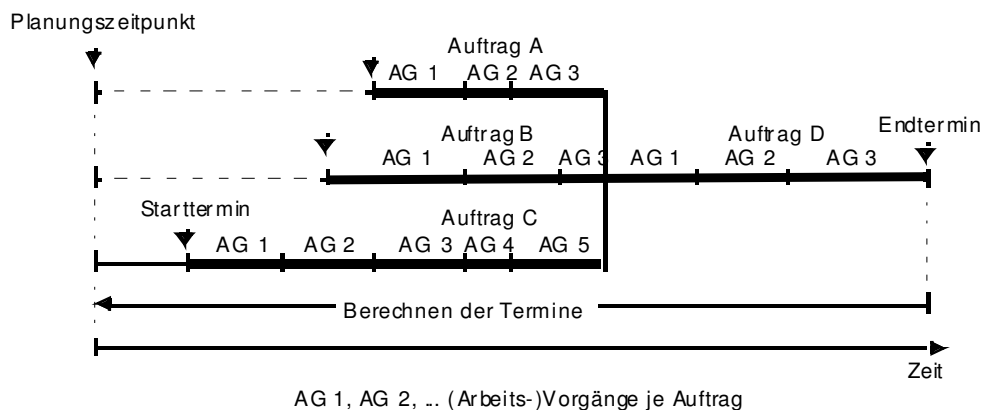 Planungszeitpunkt
Auftrag A
AG 1 AG 2 AG 3
Auftrag B Auftrag D Endtermin
AG 1 AG 2 AG 3 AG 1 AG 2 AG 3
Starttermin Auftrag C
AG 1 AG 2 AG 3 AG 4 AG 5
Berechnen der Termine
Zeit
AG 1, AG 2, ... (Arbeits-)Vorgänge je Auftrag